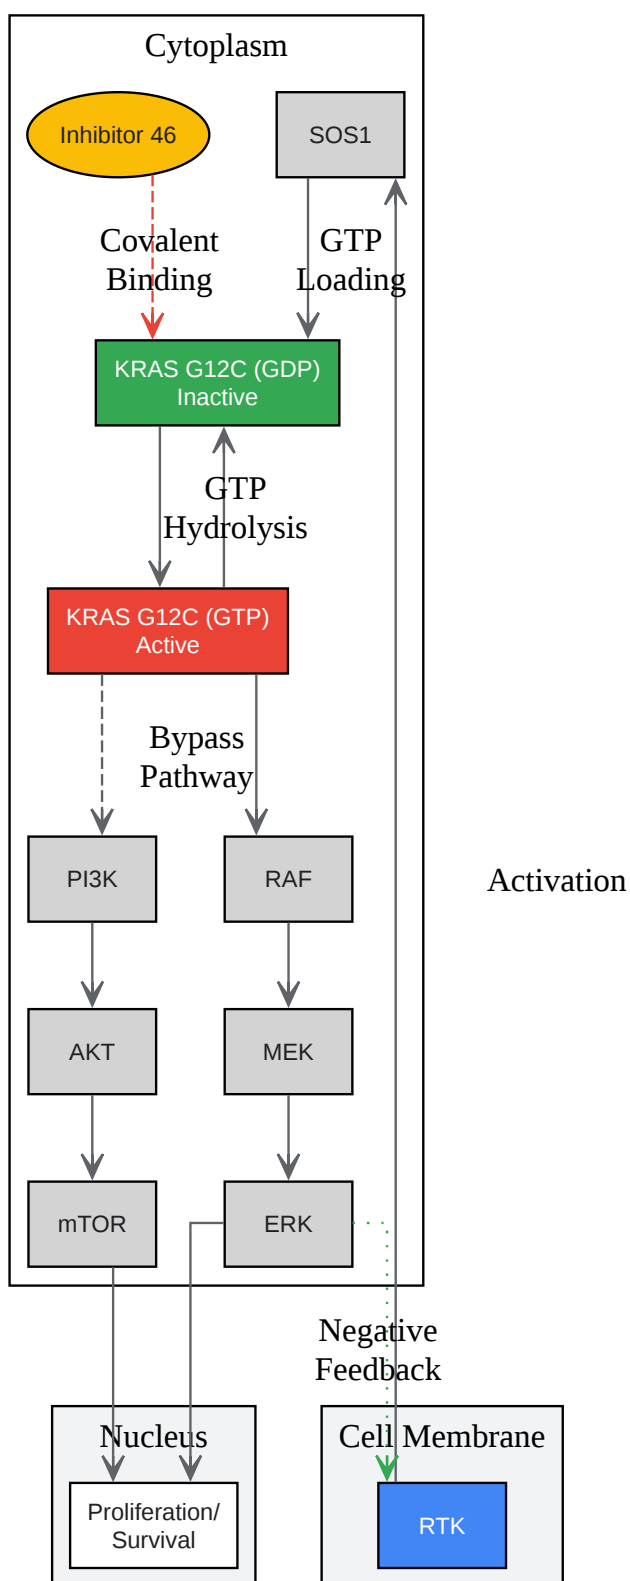 Cytoplasm
Inhibitor 46
SOS1
Covalent
Binding
GTP
Loading
KRAS G12C (GDP)
Inactive
GTP
Hydrolysis
KRAS G12C (GTP)
Active
Bypass
Pathway
PI3K
RAF
Activation
AKT
MEK
mTOR
ERK
Negative
Feedback
Nucleus
Cell Membrane
Proliferation/
Survival
RTK